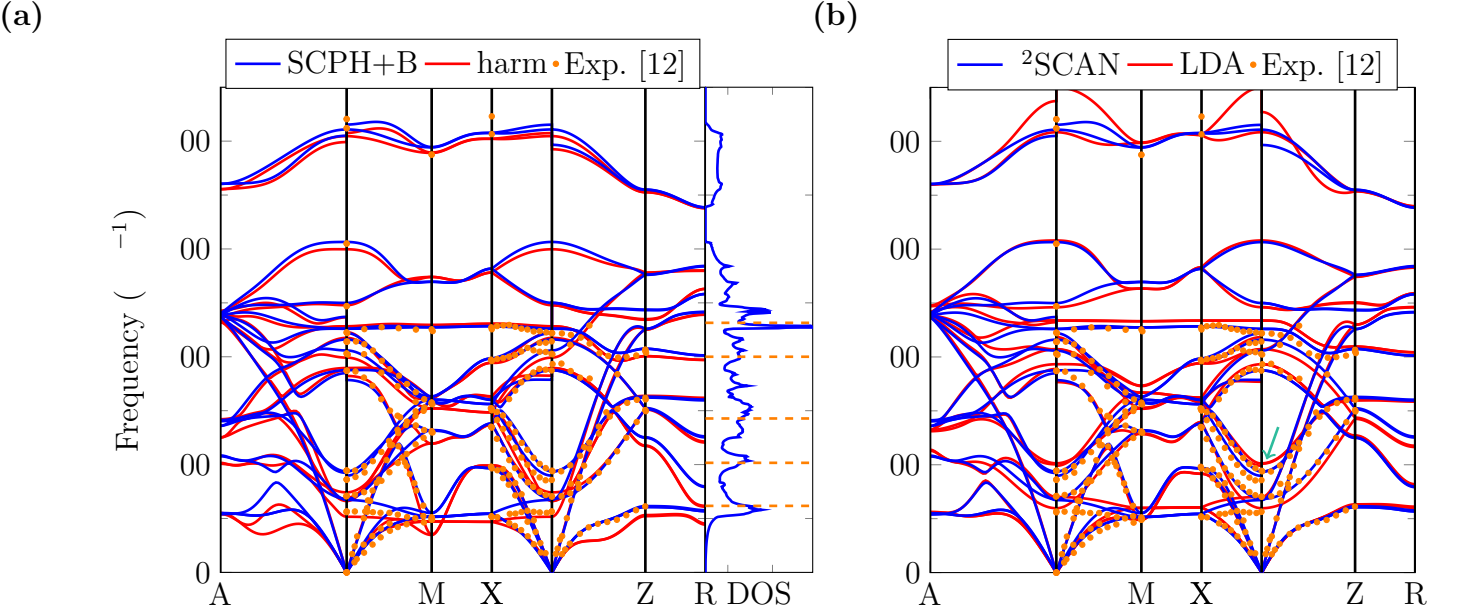 (a)
SCPH+B harm Exp. [12]
00
00
00
00
0
Frequency ( −1)
A M X Z R DOS
(b)
2SCAN LDA Exp. [12]
00
00
00
00
0
A M X Z R